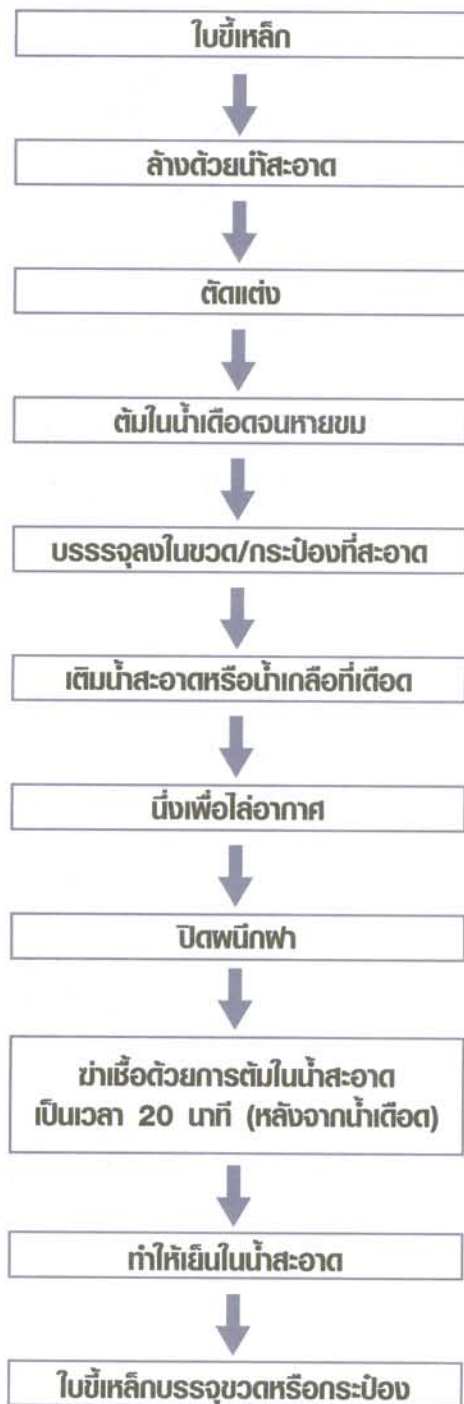 ใบขี้เหล็ก
ล้างด้วยน้ำสะอาด
ตัดแต่ง
ต้มในน้ำเดือดจนหายขม
บรรรจุลงในขวด/กระป๋องที่สะอาด
เติมน้ำสะอาดหรือน้ำเกลือที่เดือด
นึ่งเพื่อไล่อากาศ
ปิดผนึกฝา
ฆ่าเชื้อด้วยการต้มในน้ำสะอาด
เป็นเวลา 20 นาที (หลังจากน้ำเดือด)
ทำให้เย็นในน้ำสะอาด
ใบขี้เหล็กบรรจุขวดหรือกระป๋อง